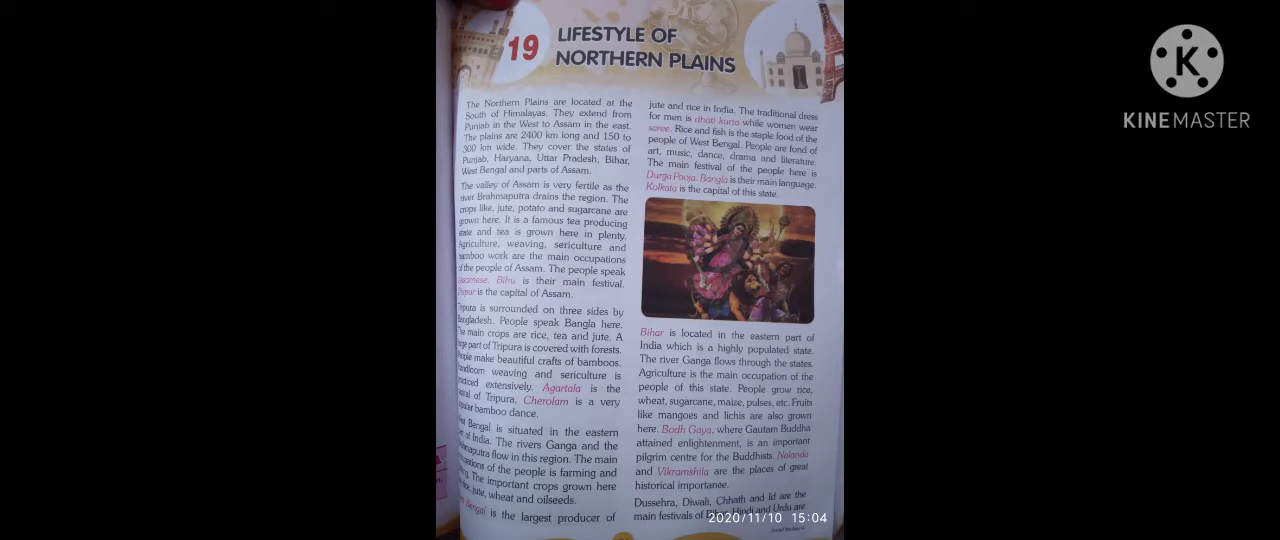 19
LIFESTYLE OF
NORTHERN PLAINS
The Northern Plains are located at the
South of Himalayas. They extend from
Punjab in the West to Assam in the east.
The plains are 2400 km long and 150 to
300 km wide. They cover the states of
Punjab, Haryana, Uttar Pradesh, Bihar,
West Bengal and parts of Assam.
The valley of Assam is very fertile as the
river Brahmaputra drains the region. The
crops like, jute, potato and sugarcane are
grown here. It is a famous tea producing
state and tea is grown here in plenty.
Agriculture, weaving, sericulture and
bamboo work are the main occupations
of the people of Assam. The people speak
Assamese. Bihu is their main festival.
is the capital of Assam.
Tripura is surrounded on three sides by
Bangladesh. People speak Bangla here.
The main crops are rice, tea and jute. A
large part of Tripura is covered with forests.
People make beautiful crafts of bamboos.
Handloom weaving and sericulture is
practiced extensively. Agartala is the
capital of Tripura, Cherolam is a very
popular bamboo dance.
Bengal is situated in the eastern
of India. The rivers Ganga and the
Brahmaputra flow in this region. The main
occupations of the people is farming and
The important crops grown here
rice, jute, wheat and oilseeds.
Bengal is the largest producer of
jute and rice in India. The traditional dress
for men is dhoti kurta while women wear
saree. Rice and fish is the staple food of the
people of West Bengal. People are fond of
art, music, dance, drama and literature.
The main festival of the people here is
Durga Pooja. Bangla is their main language.
Kolkata is the capital of this state.
Bihar is located in the eastern part of
India which is a highly populated state.
The river Ganga flows through the states.
Agriculture is the main occupation of the
people of this state. People grow rice,
wheat, sugarcane, maize, pulses, etc. Fruits
like mangoes and lichis are also grown
here. Bodh Gaya, where Gautam Buddha
attained enlightenment, is an important
pilgrim centre for the Buddhists. Nalanda
and Vikramshila are the places of great
historical importance.
Dussehra, Diwali, Chhath and Id are the
main festivals of Bihar. Hindi and Urdu are
2020/11/10 15:04
K
KINEMASTER